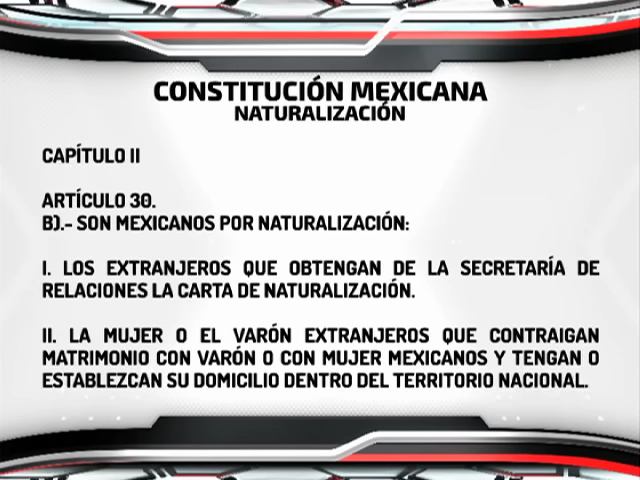 CONSTITUCIÓN MEXICANA
NATURALIZACIÓN
CAPÍTULO II
ARTÍCULO 30.
B).- SON MEXICANOS POR NATURALIZACIÓN:
I. LOS EXTRANJEROS QUE OBTENGAN DE LA SECRETARÍA DE
RELACIONES LA CARTA DE NATURALIZACIÓN.
II. LA MUJER O EL VARÓN EXTRANJEROS QUE CONTRAIGAN
MATRIMONIO CON VARÓN O CON MUJER MEXICANOS Y TENGAN O
ESTABLEZCAN SU DOMICILIO DENTRO DEL TERRITORIO NACIONAL.